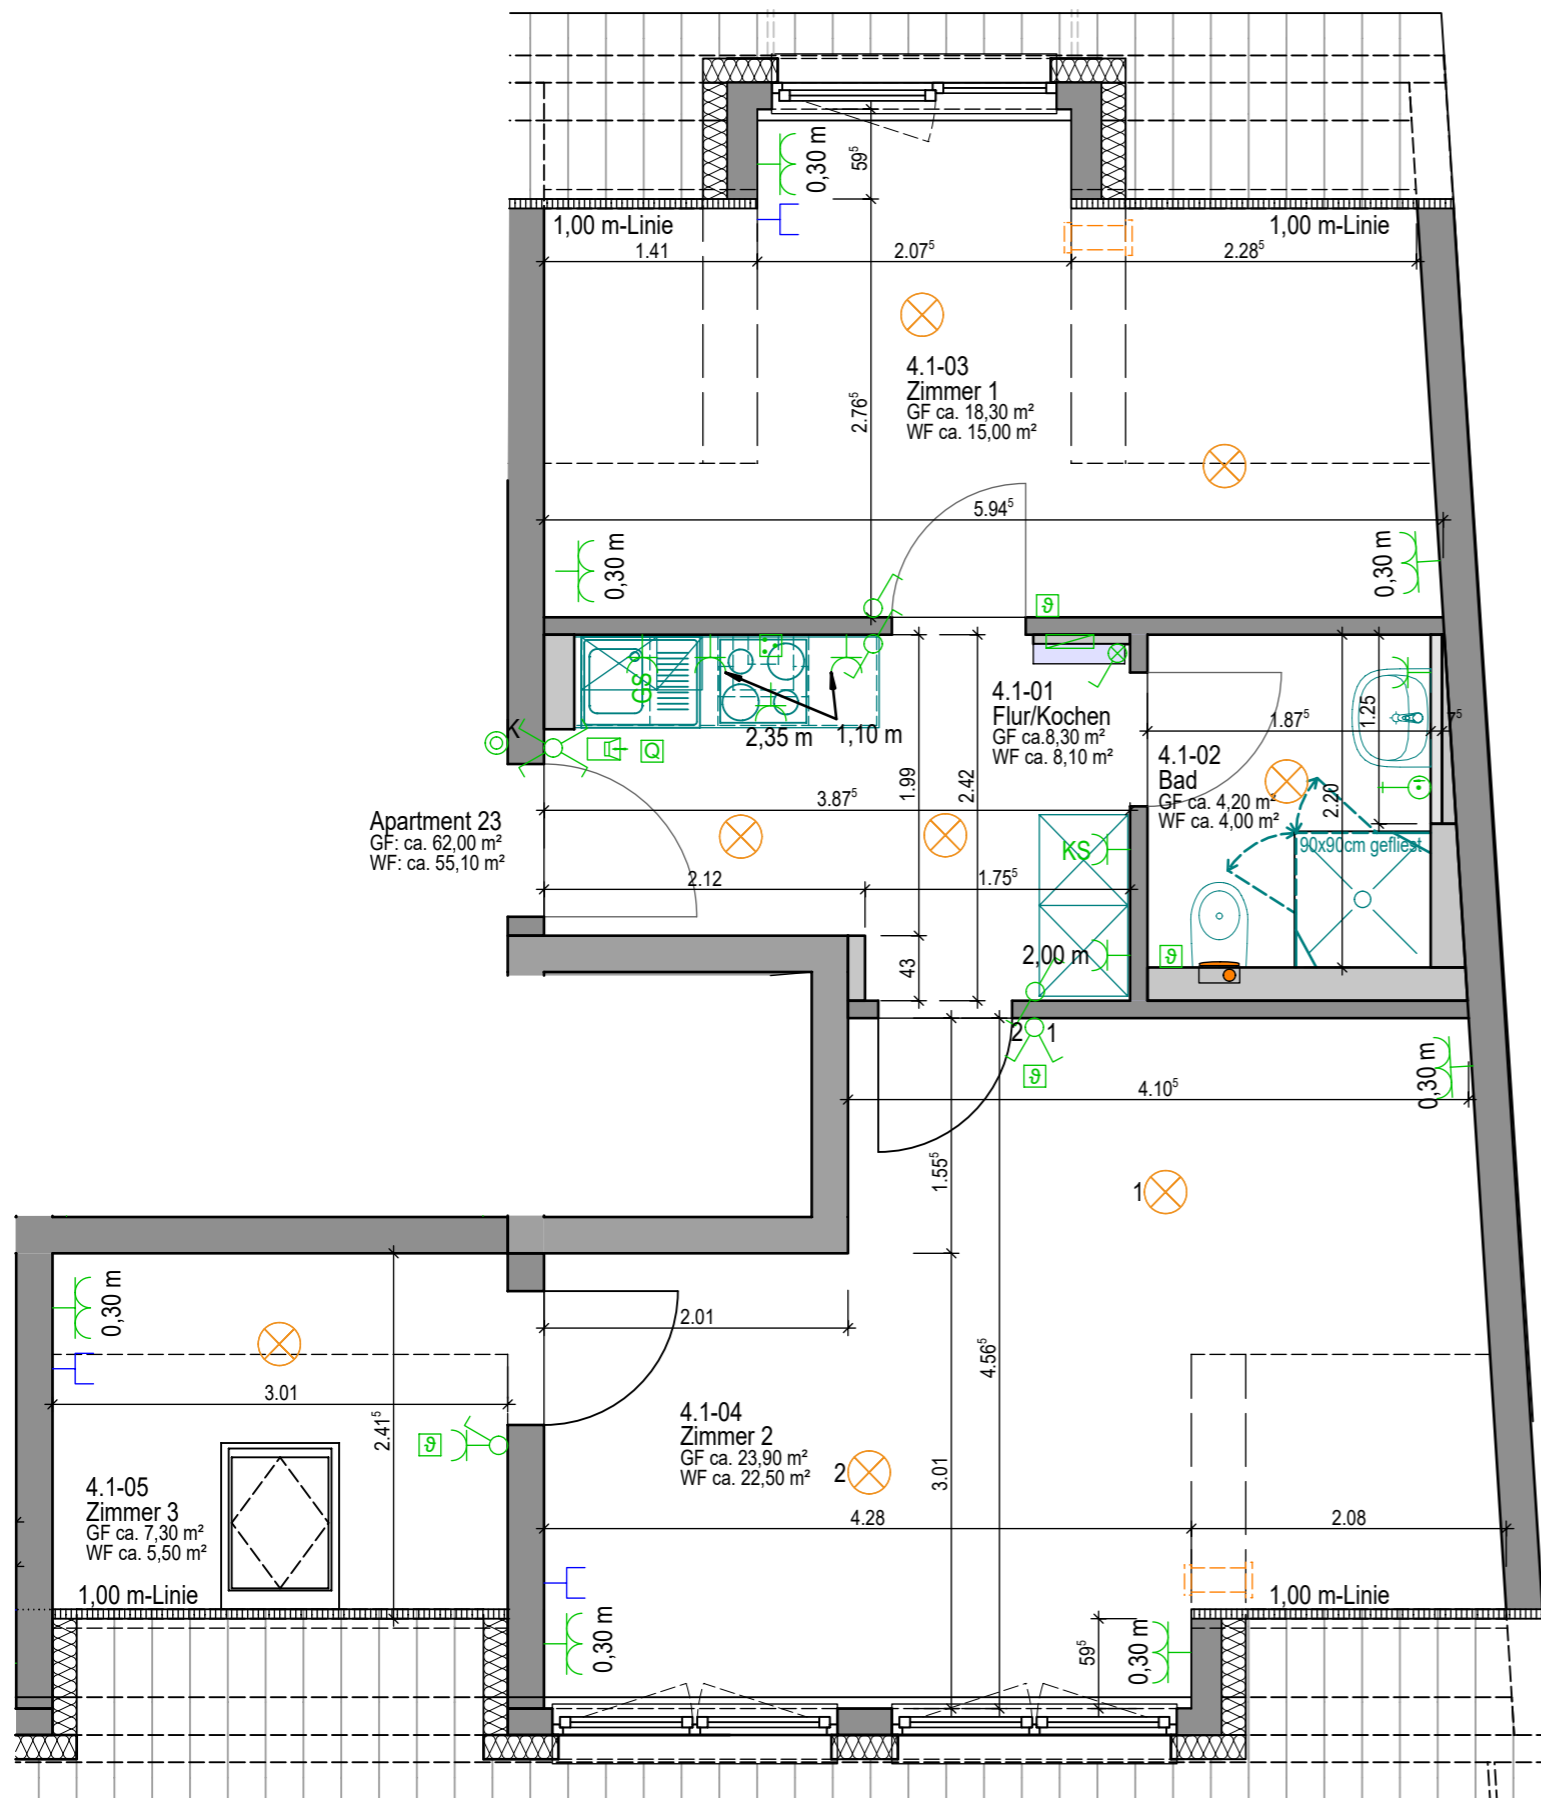 0,30 m
59⁵
1,00 m-Linie
1,00 m-Linie
1.41
2.07⁵
2.28⁵
4.1-03
Zimmer 1
GF ca. 18,30 m²
WF ca. 15,00 m²
2.76⁵
5.94⁵
0,30 m
0,30 m
ϑ
GS
4.1-01
Flur/Kochen
GF ca.8,30 m²
WF ca. 8,10 m²
2,35 m
1,10 m
K
Q
1.87⁵
1.25
7⁵
4.1-02
Bad
GF ca. 4,20 m²
WF ca. 4,00 m²
2.20
90x90cm gefliest
Apartment 23
GF: ca. 62,00 m²
WF: ca. 55,10 m²
3.87⁵
1.99
2.42
KS
2.12
1.75⁵
43
2,00 m
ϑ
2
1
ϑ
0,30 m
4.10⁵
1.55⁵
1
0,30 m
2.01
3.01
2.41⁵
4.56⁵
ϑ
4.1-04
Zimmer 2
GF ca. 23,90 m²
WF ca. 22,50 m²
2
3.01
4.1-05
Zimmer 3
GF ca. 7,30 m²
WF ca. 5,50 m²
4.28
2.08
1,00 m-Linie
1,00 m-Linie
0,30 m
59⁵
0,30 m